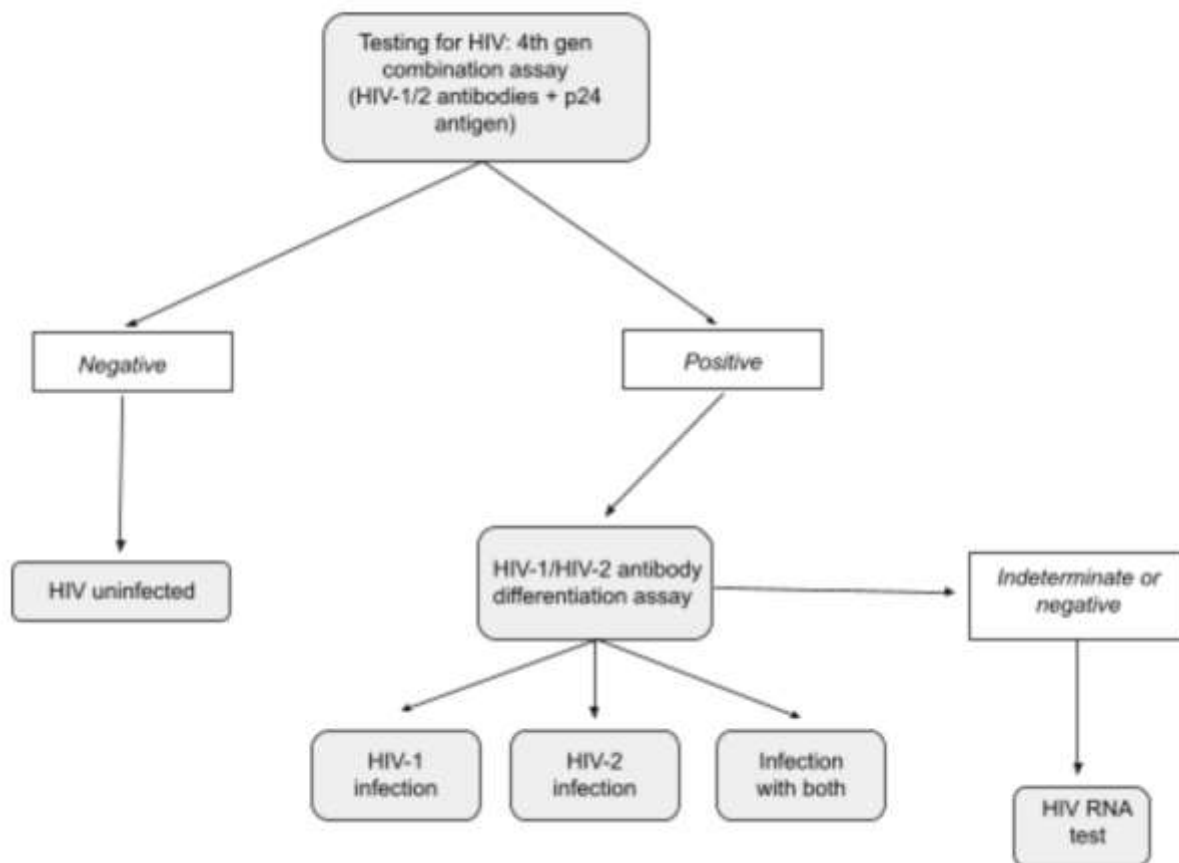 Testing for HIV: 4th gen
combination assay
(HIV-1/2 antibodies + p24
antigen)
Negative
Positive
HIV uninfected
HIV-1/HIV-2 antibody
differentiation assay
Indeterminate or
negative
HIV-1
infection
HIV-2
infection
Infection
with both
HIV RNA
test